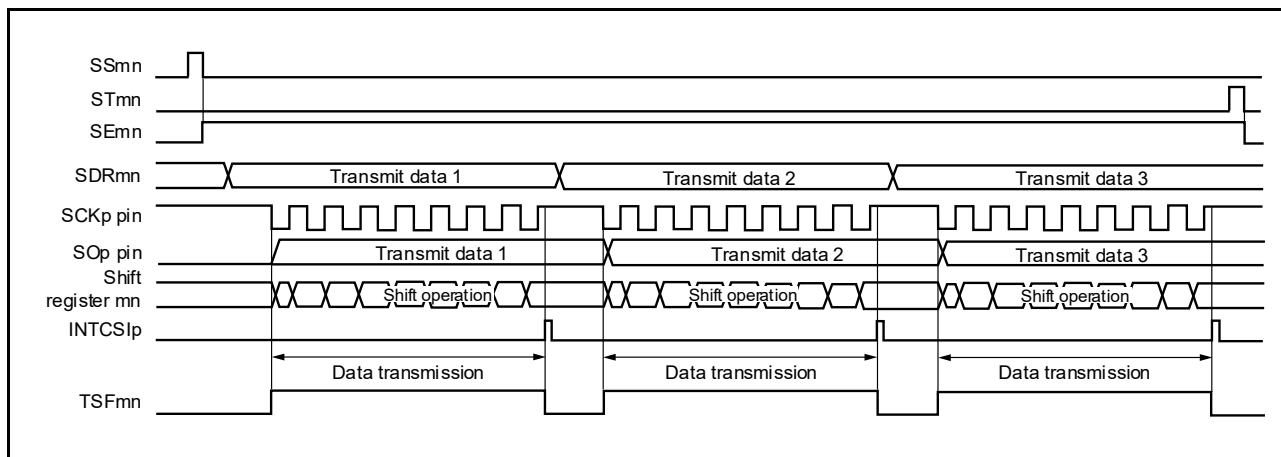 SSmn
STmn
SEmn
SDRmn Transmit data 1 Transmit data 2 Transmit data 3
SCKp pin
SOp pin Transmit data 1 Transmit data 2 Transmit data 3
Shift
register mn Shift operation Shift operation Shift operation
INTCSIp
Data transmission Data transmission Data transmission
TSFmn